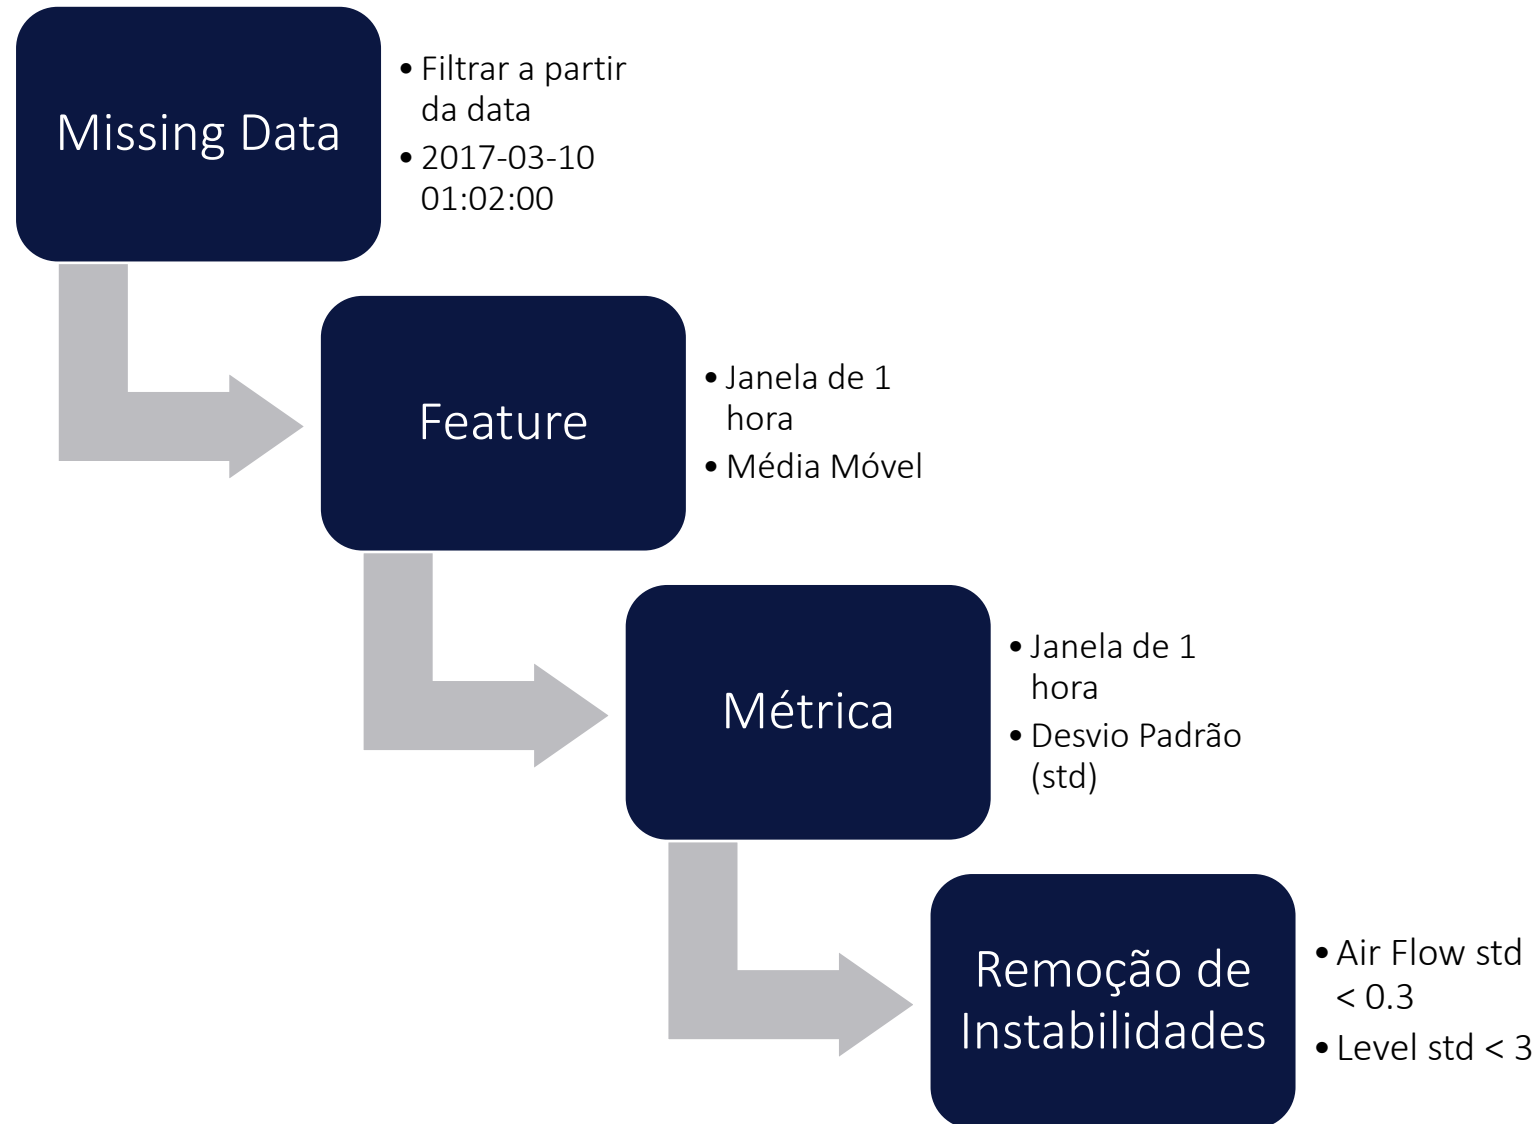 Missing Data
• Filtrar a partir
da data
• 2017-03-10
01:02:00
Feature
• Janela de 1
hora
• Média Móvel
Métrica
• Janela de 1
hora
• Desvio Padrão
(std)
Remoção de
Instabilidades
• Air Flow std
< 0.3
• Level std < 3